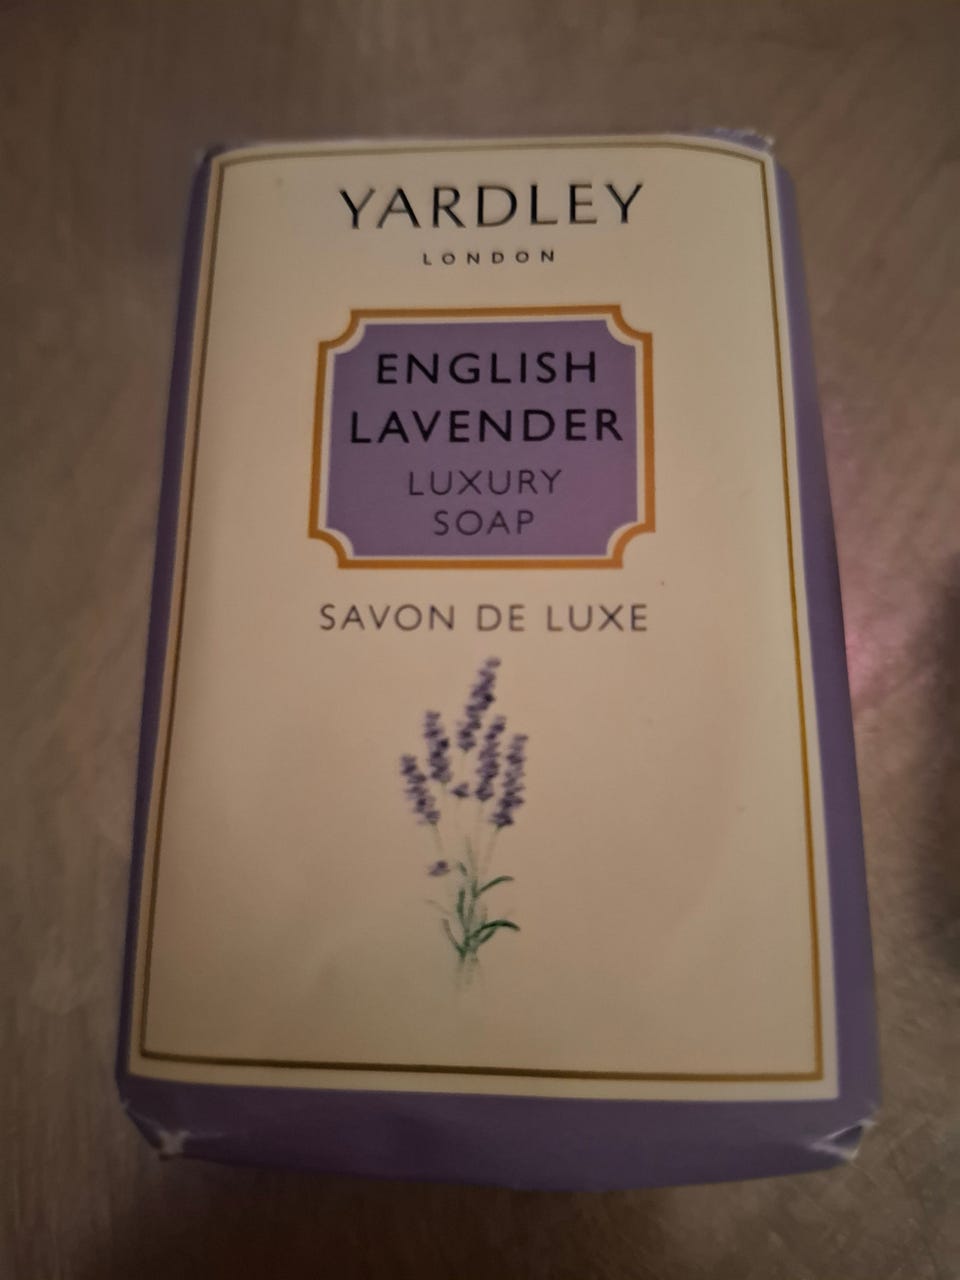 YARDLEY
LONDON
ENGLISH
LAVENDER
LUXURY
SOAP
SAVON DE LUXE